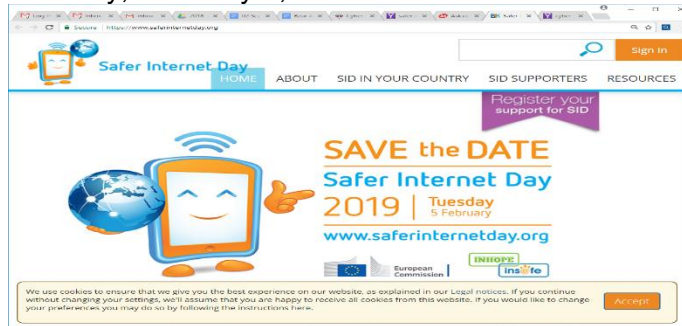 Secure https://www.saferinternetday.org
Safer Internet Day
Sign In
HOME ABOUT SID IN YOUR COUNTRY SID SUPPORTERS RESOURCES
Register your
support for SID
SAVE the DATE
Safer Internet Day
2019 Tuesday
5 February
www.saferinternetday.org
European
Commission
INHOPE
insafe
We use cookies to ensure that we give you the best experience on our website, as explained in our Legal notices. If you continue
without changing your settings, we'll assume that you are happy to receive all cookies from this website. If you would like to change
your preferences you may do so by following the instructions here.
Accept